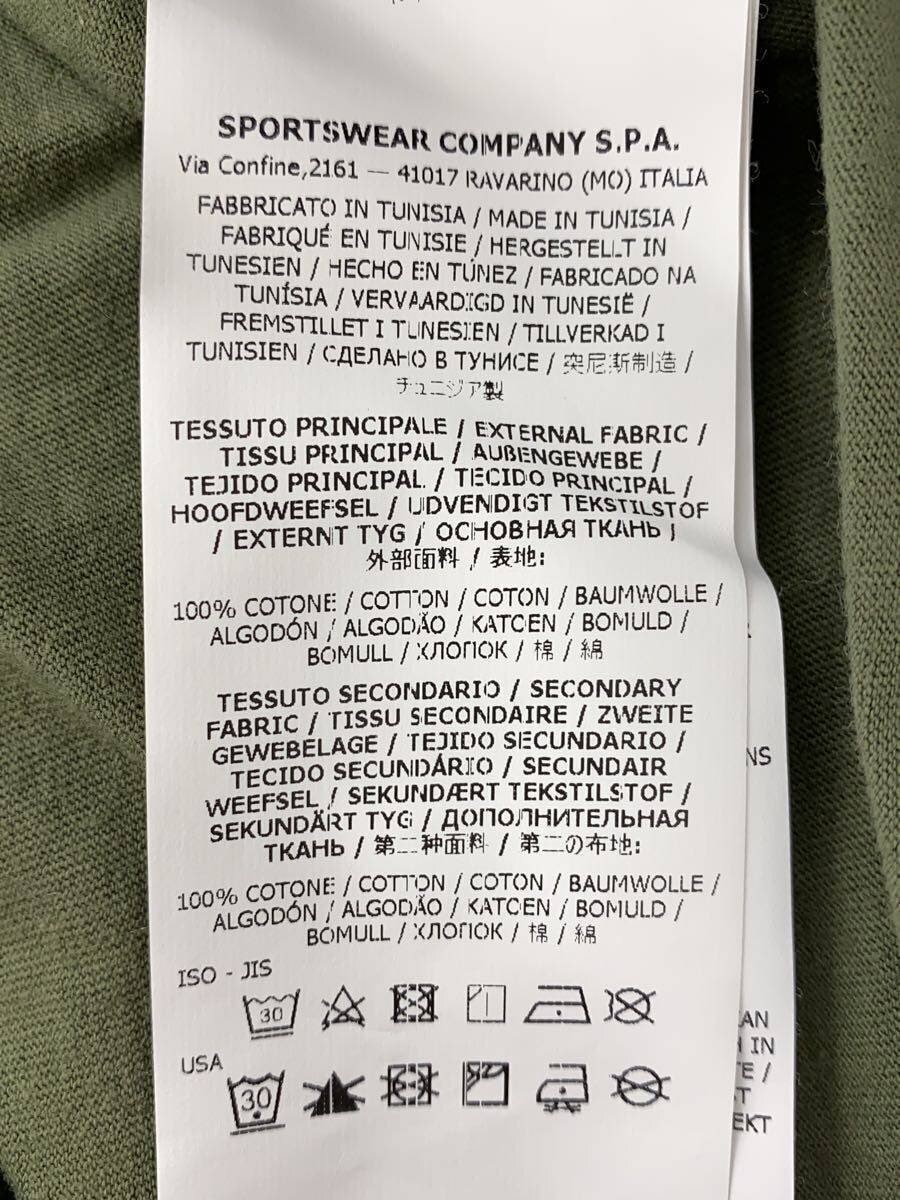 SPORTSWEAR COMPANY S.P.A.
Via Confine,2161 — 41017 RAVARINO (MO) ITALIA
FABBRICATO IN TUNISIA / MADE IN TUNISIA /
FABRIQUÉ EN TUNISIE / HERGESTELLT IN
TUNESIEN / HECHO EN TÚNEZ / FABRICADO NA
TUNÍSIA / VERVAARDIGD IN TUNESIË /
FREMSTILLET I TUNESIEN / TILLVERKAD I
TUNISIEN / СДЕЛАНО В ТУНИСЕ / 突尼斯制造 /
チュニジア製
TESSUTO PRINCIPALE / EXTERNAL FABRIC /
TISSU PRINCIPAL / AUßENGEWEBE /
TEJIDO PRINCIPAL / TECIDO PRINCIPAL /
HOOFDWEEFSEL / UDVENDIGT TEKSTILSTOF
/ EXTERNT TYG / ОСНОВНАЯ ТКАНЬ /
外部面料 / 表地:
100% COTONE / COTTON / COTON / BAUMWOLLE /
ALGODÓN / ALGODÃO / KATOEN / BOMULD /
BOMULL / ХЛОПОК / 棉 / 綿
TESSUTO SECONDARIO / SECONDARY
FABRIC / TISSU SECONDAIRE / ZWEITE
GEWEBELAGE / TEJIDO SECUNDARIO /
TECIDO SECUNDÁRIO / SECUNDAIR
WEEFSEL / SEKUNDÆRT TEKSTILSTOF /
SEKUNDÄRT TYG / ДОПОЛНИТЕЛЬНАЯ
ТКАНЬ / 第二种面料 / 第二の布地:
100% COTONE / COTTON / COTON / BAUMWOLLE /
ALGODÓN / ALGODÃO / KATOEN / BOMULD /
BOMULL / ХЛОПОК / 棉 / 綿
ISO - JIS
30
USA
30
NS
AN
IN
TE /
T
EKT